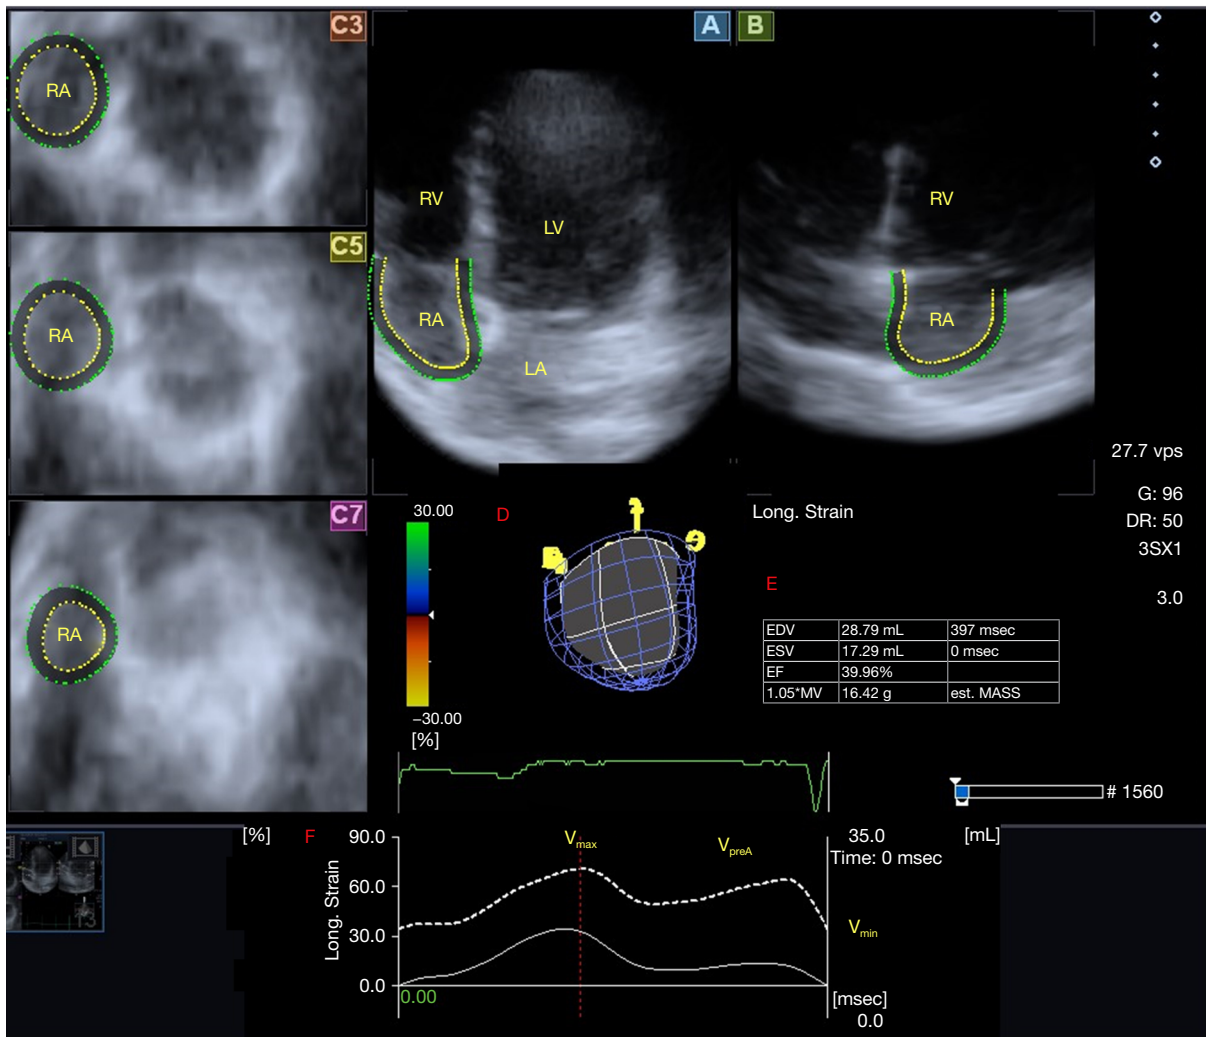 C3
RA
A
B
RV
LV
RA
LA
RV
RA
C5
RA
C7
RA
27.7 vps
G: 96
DR: 50
3SX1
3.0
30.00
−30.00
[%]
D
Long. Strain
E
EDV 28.79 mL 397 msec
ESV 17.29 mL 0 msec
EF 39.96%
1.05*MV 16.42 g est. MASS
# 1560
[%]
F
Long. Strain
90.0
60.0
30.0
0.0
0.00
Vmax
VpreA
Vmin
35.0
[mL]
Time: 0 msec
[msec]
0.0
13